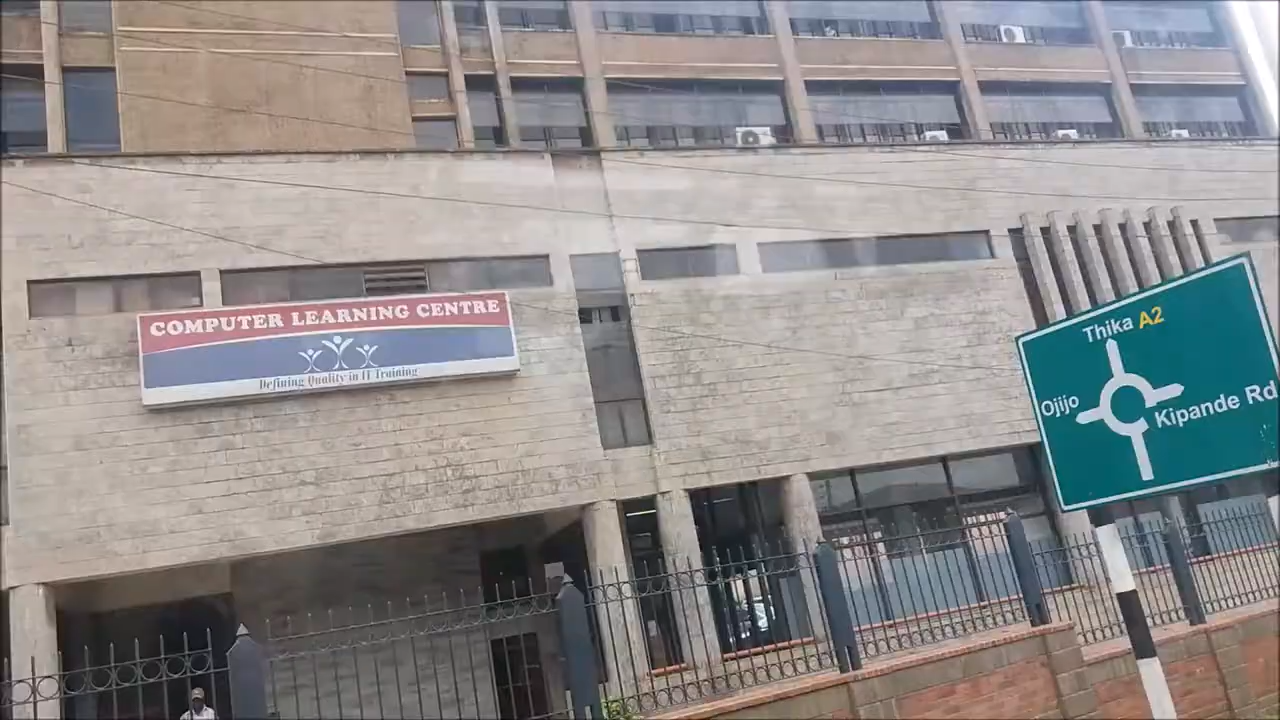 COMPUTER LEARNING CENTRE
Defining Quality in IT Training
Thika A2
Ojijo
Kipande Rd